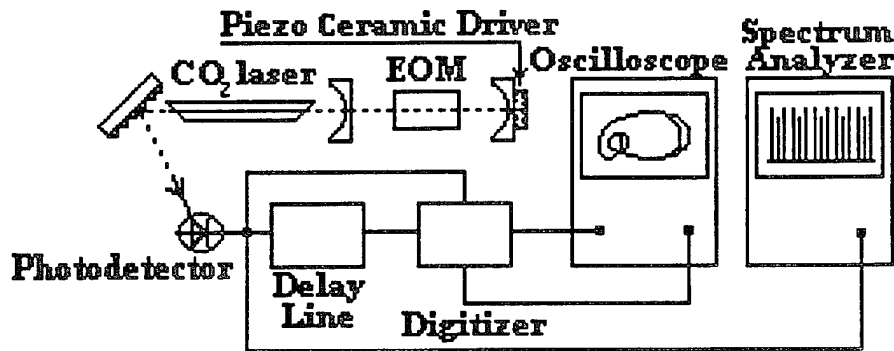 Piezo Ceramic Driver
CO2 laser
EOM
Oscilloscope
Spectrum
Analyzer
Photodetector
Delay
Line
Digitizer